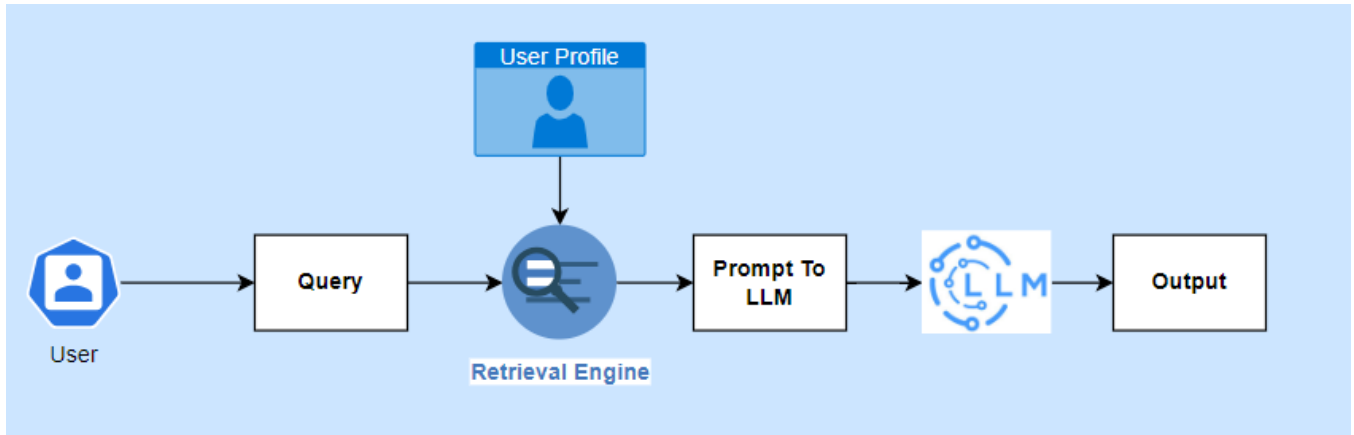 User Profile
User
Query
Retrieval Engine
Prompt To
LLM
LLM
Output